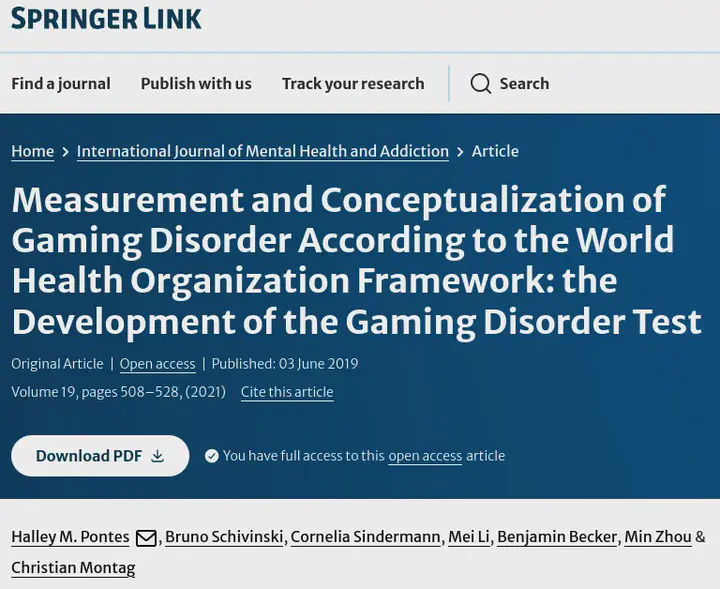 SPRINGER LINK
Find a journal Publish with us Track your research Search
Home > International Journal of Mental Health and Addiction > Article
Measurement and Conceptualization of
Gaming Disorder According to the World
Health Organization Framework: the
Development of the Gaming Disorder Test
Original Article | Open access | Published: 03 June 2019
Volume 19, pages 508–528, (2021) Cite this article
Download PDF You have full access to this open access article
Halley M. Pontes , Bruno Schivinski, Cornelia Sindermann, Mei Li, Benjamin Becker, Min Zhou &
Christian Montag